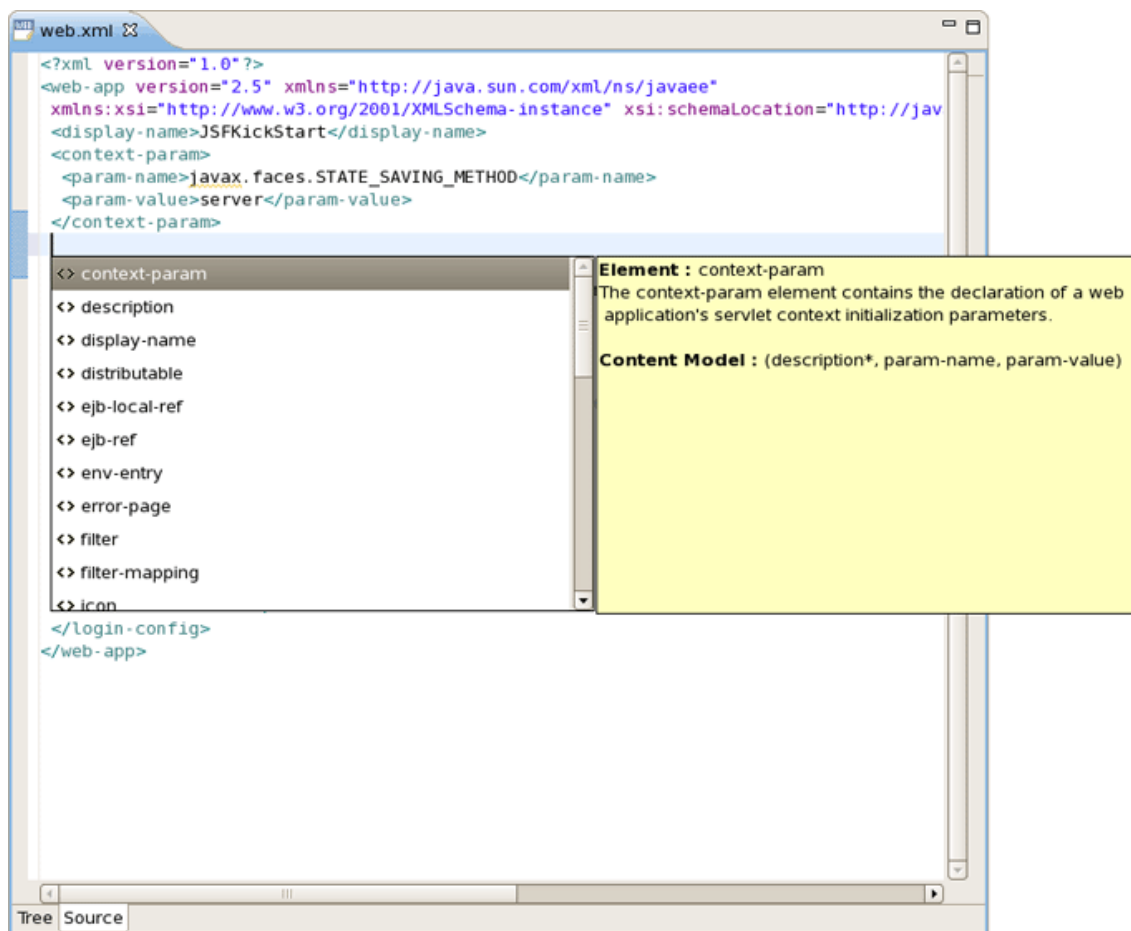 web.xml
<?xml version="1.0"?>
<web-app version="2.5" xmlns="http://java.sun.com/xml/ns/javaee"
xmlns:xsi="http://www.w3.org/2001/XMLSchema-instance" xsi:schemaLocation="http://jav
<display-name>JSFKickStart</display-name>
<context-param>
<param-name>javax.faces.STATE_SAVING_METHOD</param-name>
<param-value>server</param-value>
</context-param>
<> context-param
<> description
<> display-name
<> distributable
<> ejb-local-ref
<> ejb-ref
<> env-entry
<> error-page
<> filter
<> filter-mapping
<> icon
Element : context-param
The context-param element contains the declaration of a web
application's servlet context initialization parameters.
Content Model : (description*, param-name, param-value)
</login-config>
</web-app>
Tree Source